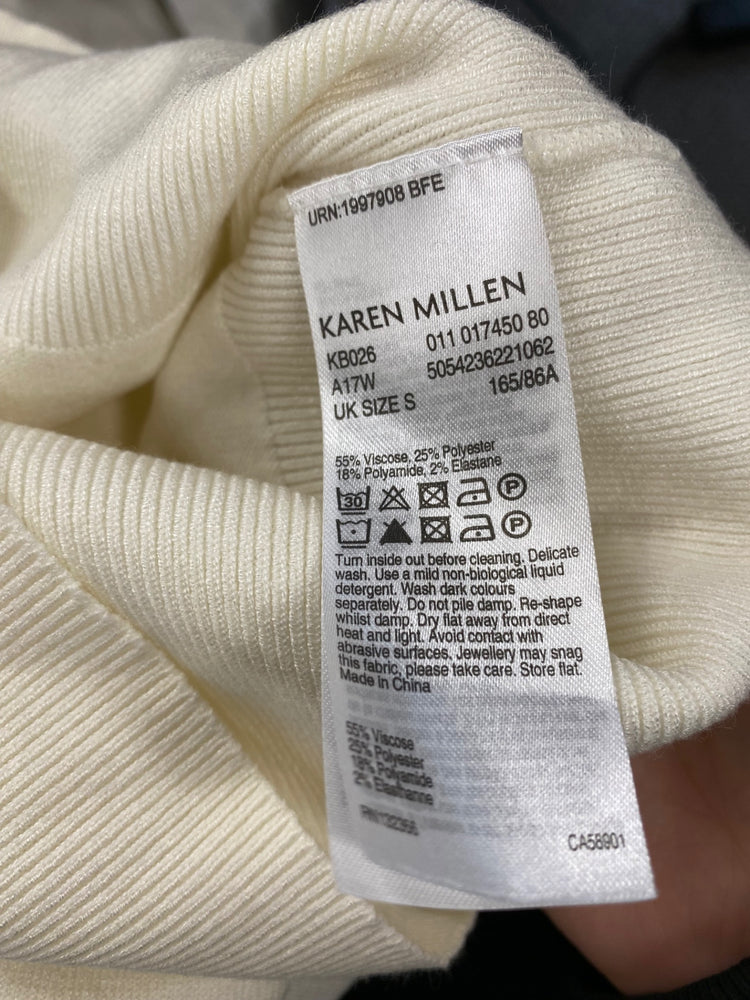 URN:1997908 BFE
KAREN MILLEN
KB026 011 017450 80
A17W 5054236221062
UK SIZE S 165/86A
55% Viscose, 25% Polyester
18% Polyamide, 2% Elastane
30
P
P
Turn inside out before cleaning. Delicate
wash. Use a mild non-biological liquid
detergent. Wash dark colours
separately. Do not pile damp. Re-shape
whilst damp. Dry flat away from direct
heat and light. Avoid contact with
abrasive surfaces. Jewellery may snag
this fabric, please take care. Store flat.
Made in China
55% Viscose
25% Polyester
18% Polyamide
2% Elasthanne
CA58901